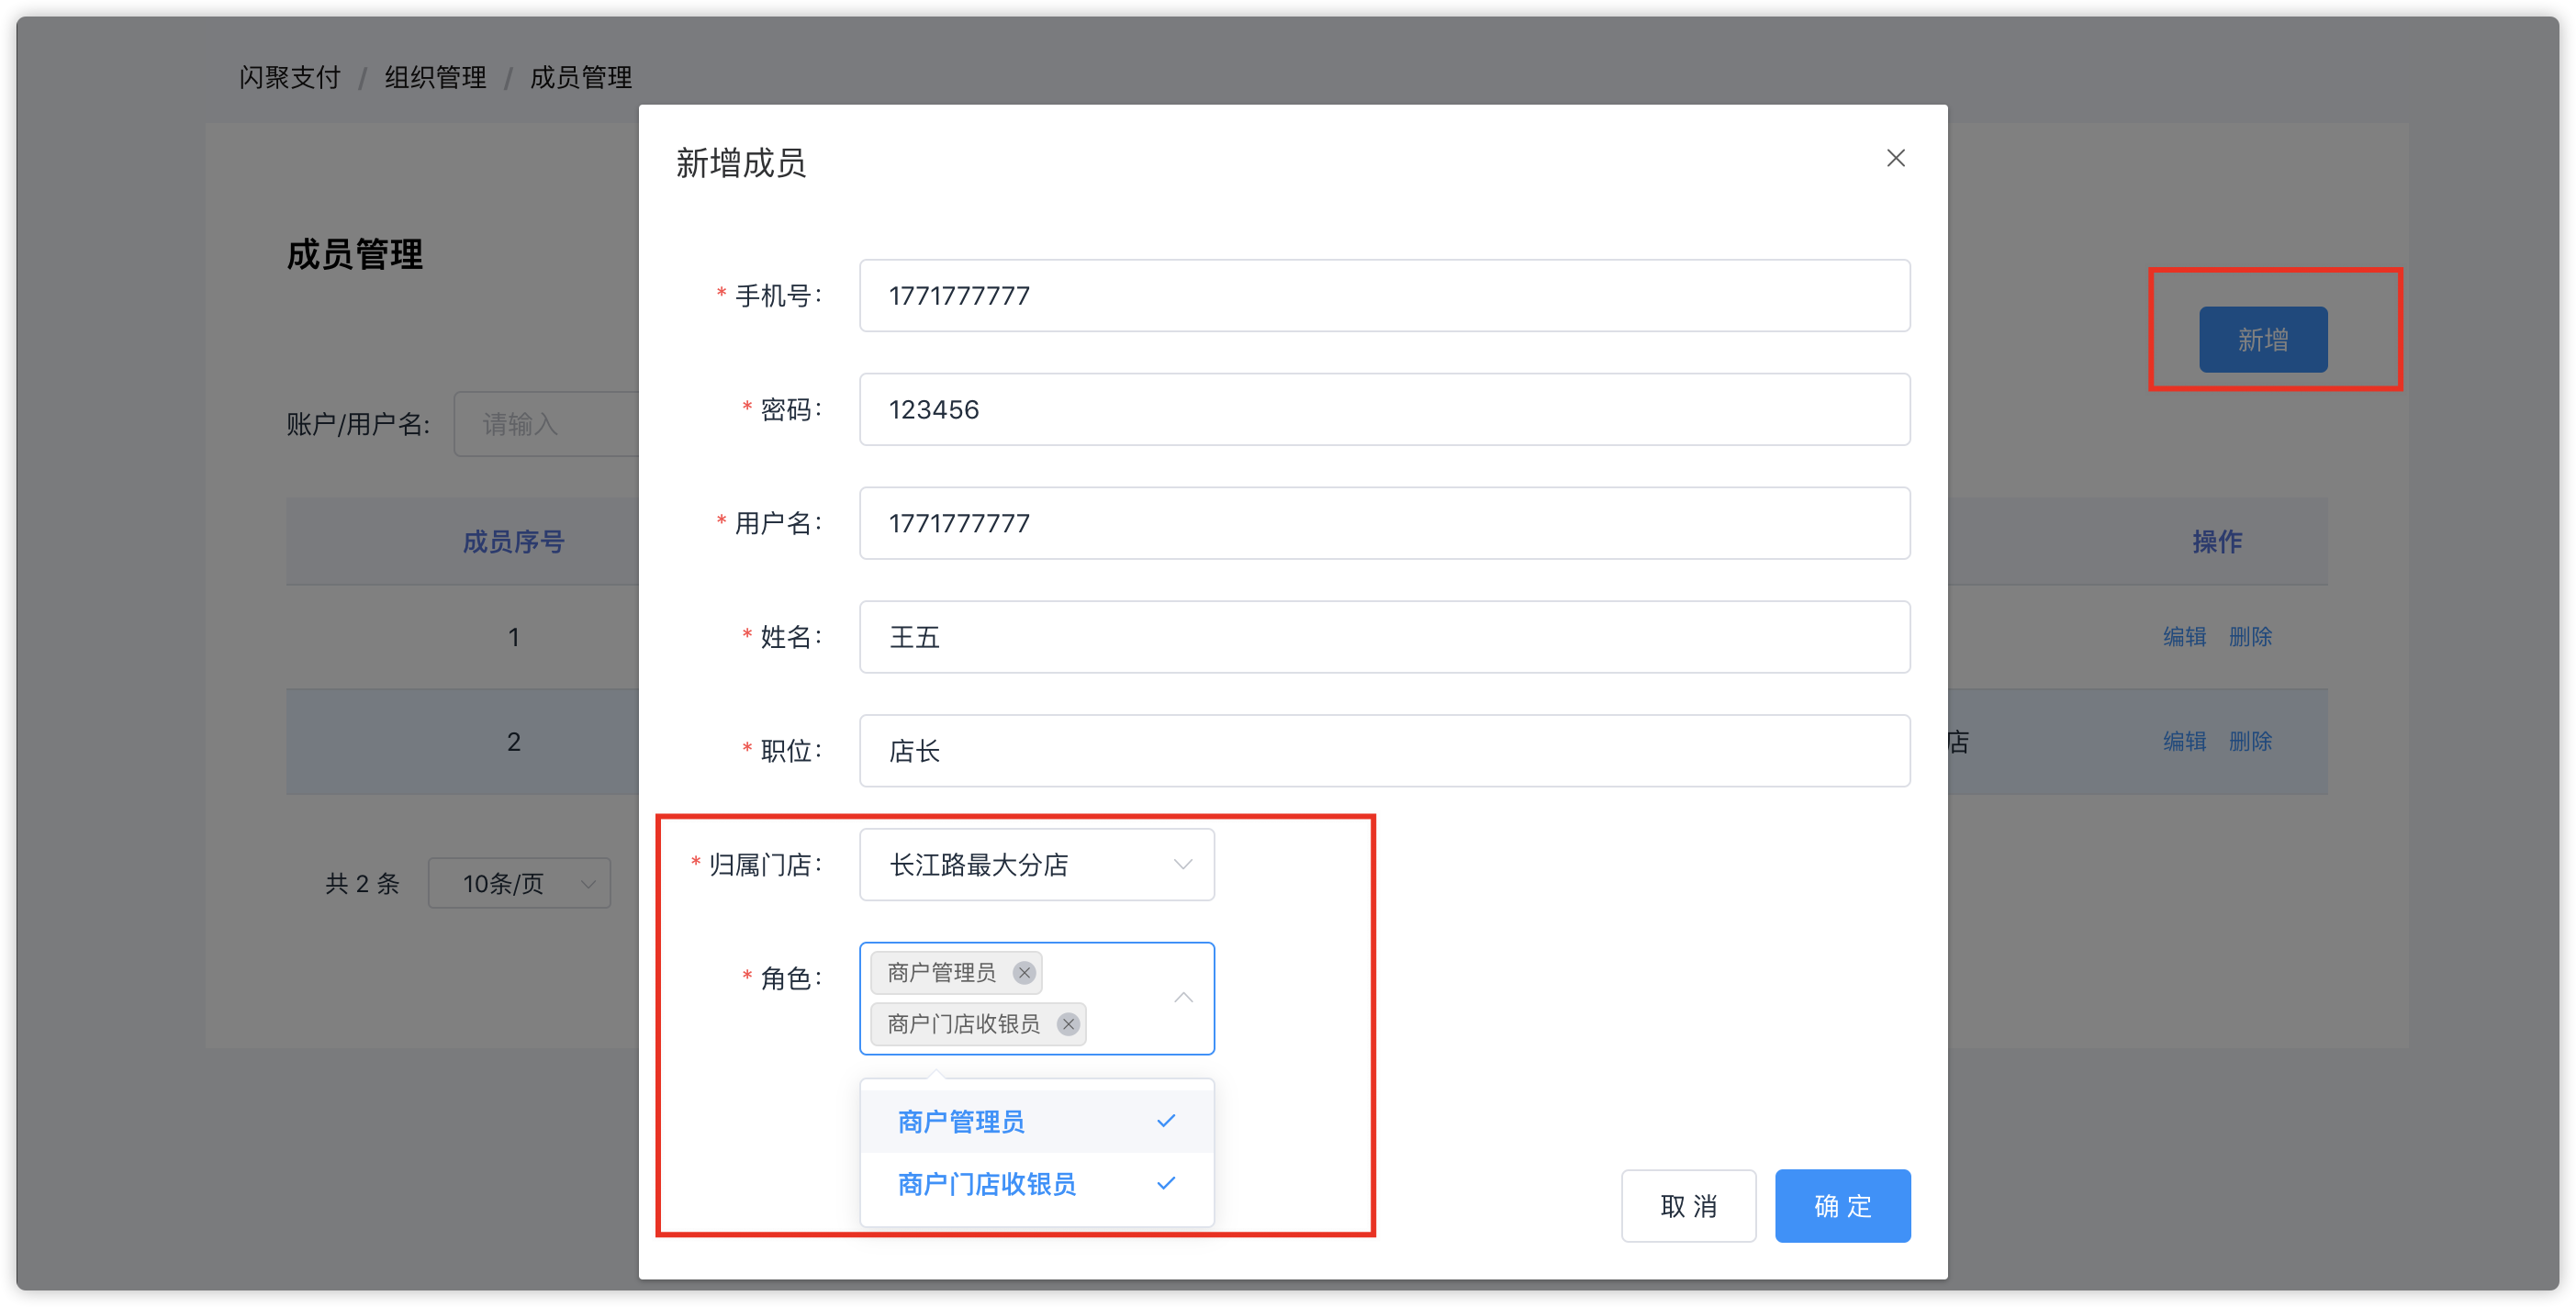 闪聚支付 / 组织管理 / 成员管理
新增成员
成员管理
* 手机号： 1771777777
新增
* 密码： 123456
账户/用户名: 请输入
* 用户名： 1771777777
成员序号 操作
* 姓名： 王五
1 编辑 删除
* 职位： 店长
2 店 编辑 删除
* 归属门店： 长江路最大分店
共 2 条 10条/页
* 角色： 商户管理员
商户门店收银员
商户管理员
商户门店收银员
取 消 确 定